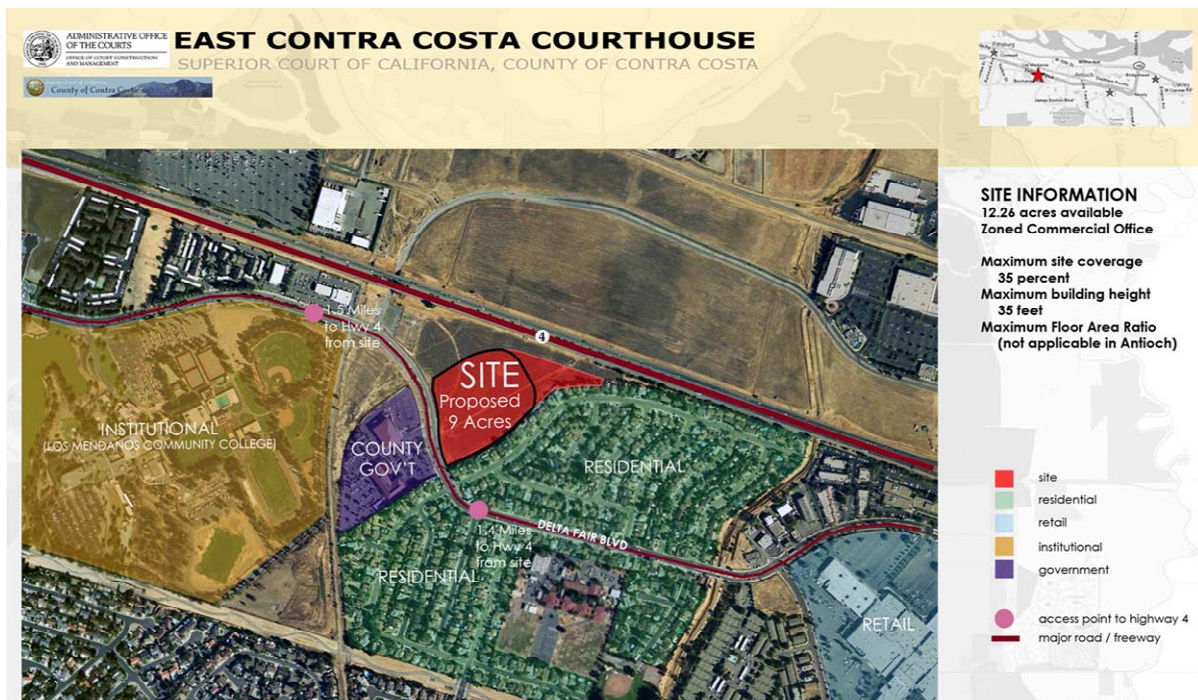 ADMINISTRATIVE OFFICE
OF THE COURTS
OFFICE OF COURT CONSTRUCTION
AND MANAGEMENT
EAST CONTRA COSTA COURTHOUSE
SUPERIOR COURT OF CALIFORNIA, COUNTY OF CONTRA COSTA
County of Contra Costa
Pittsburg
Antioch
Oakley
SITE INFORMATION
12.26 acres available
Zoned Commercial Office
Maximum site coverage
35 percent
Maximum building height
35 feet
Maximum Floor Area Ratio
(not applicable in Antioch)
1.5 Miles
to Hwy 4
from site
4
SITE
Proposed
9 Acres
INSTITUTIONAL
(LOS MENDANOS COMMUNITY COLLEGE)
COUNTY
GOV'T
RESIDENTIAL
1.4 Miles
to Hwy 4
from site
DELTA FAIR BLVD
RESIDENTIAL
RETAIL
site
residential
retail
institutional
government
access point to highway 4
major road / freeway